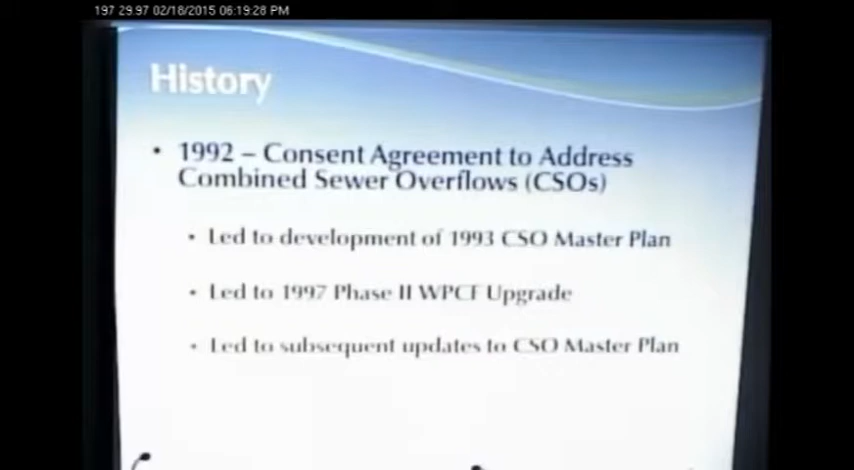 197 29.97 02/18/2015 06:19:28 PM
History
• 1992 – Consent Agreement to Address
Combined Sewer Overflows (CSOs)
• Led to development of 1993 CSO Master Plan
• Led to 1997 Phase II WPCF Upgrade
• Led to subsequent updates to CSO Master Plan